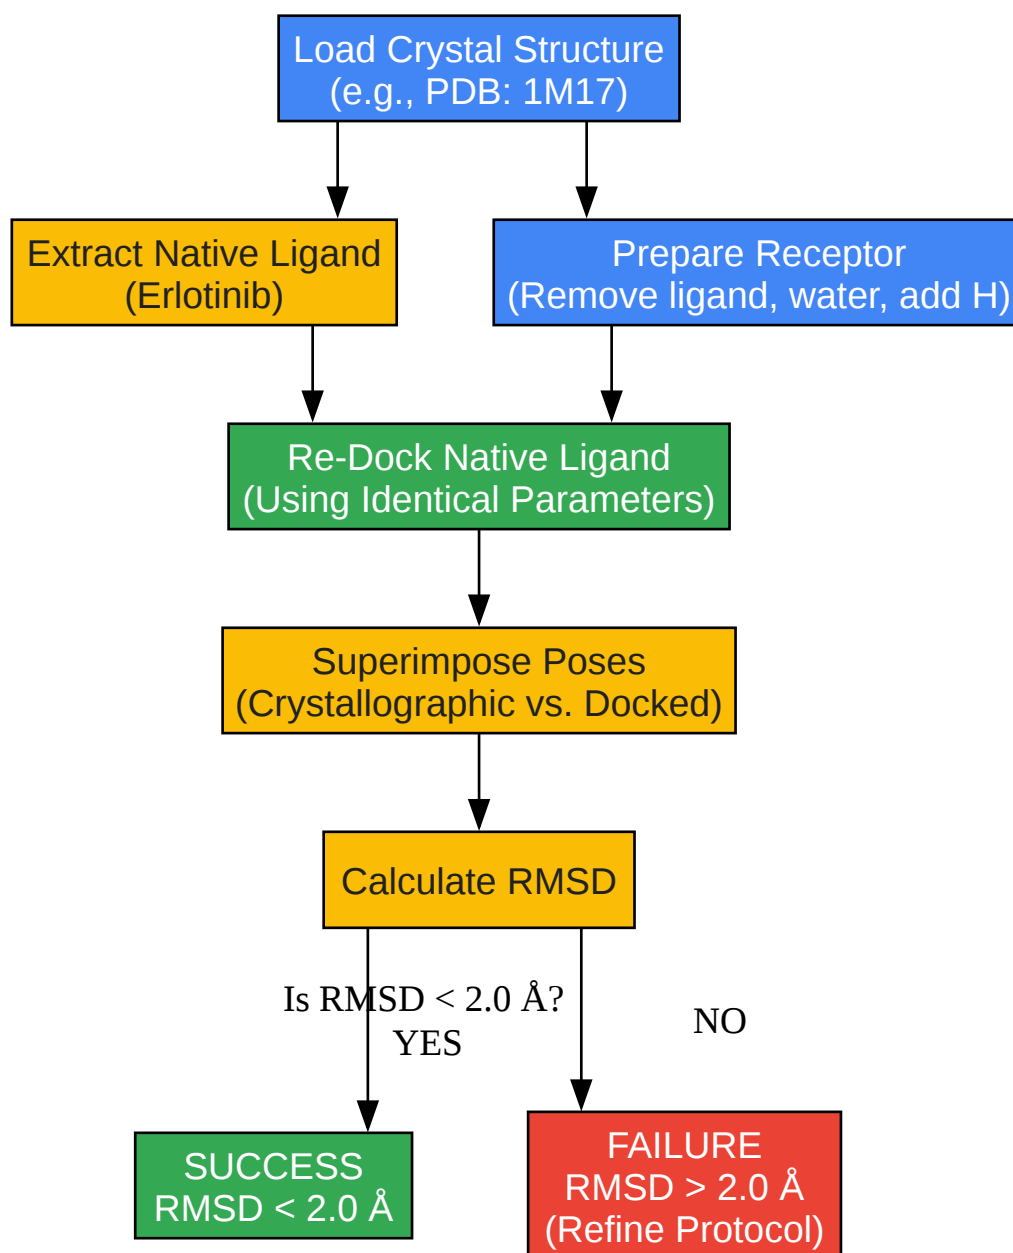 Load Crystal Structure
(e.g., PDB: 1M17)
Extract Native Ligand
(Erlotinib)
Prepare Receptor
(Remove ligand, water, add H)
Re-Dock Native Ligand
(Using Identical Parameters)
Superimpose Poses
(Crystallographic vs. Docked)
Calculate RMSD
Is RMSD < 2.0 Å?
YES
NO
SUCCESS
RMSD < 2.0 Å
FAILURE
RMSD > 2.0 Å
(Refine Protocol)